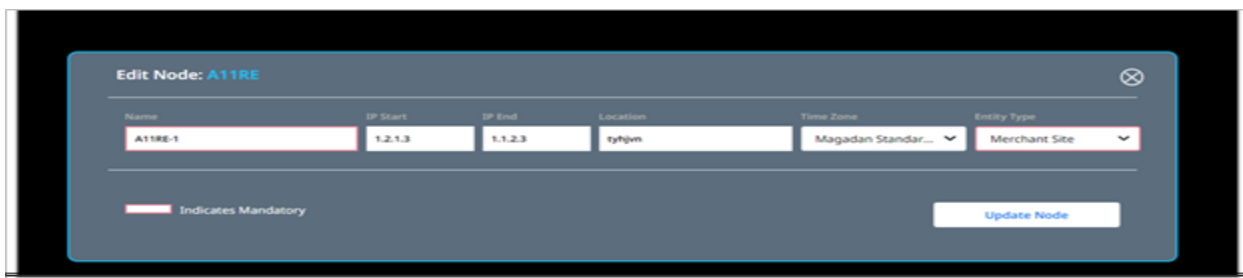 Edit Node: A11RE
Name IP Start IP End Location Time Zone Entity Type
A11RE-1 1.2.1.3 1.1.2.3 tyhjvn Magadan Standar... Merchant Site
Indicates Mandatory
Update Node